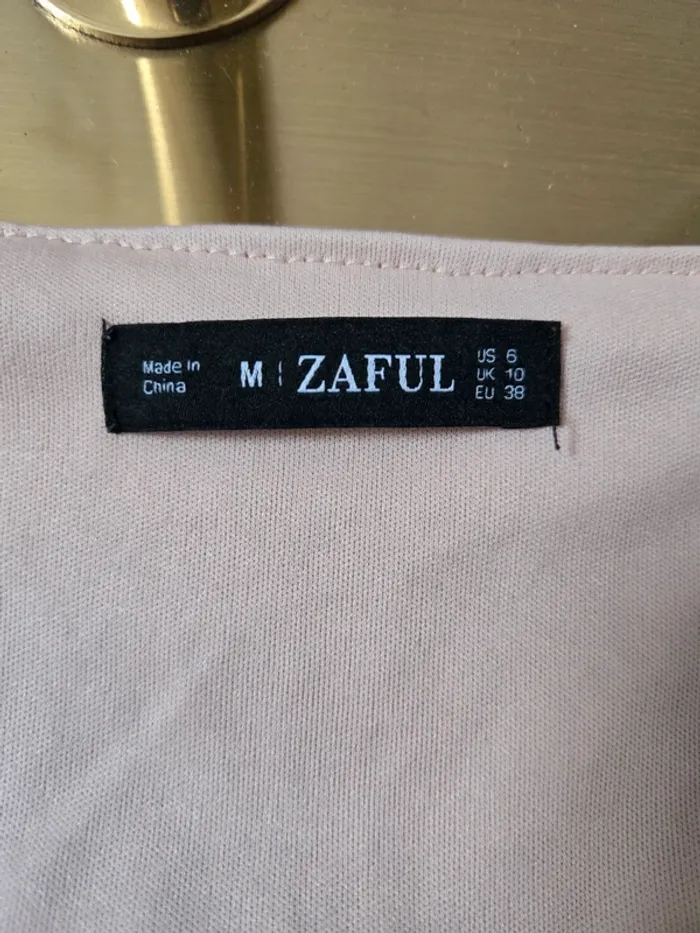 Made In
China
M | ZAFUL
US 6
UK 10
EU 38